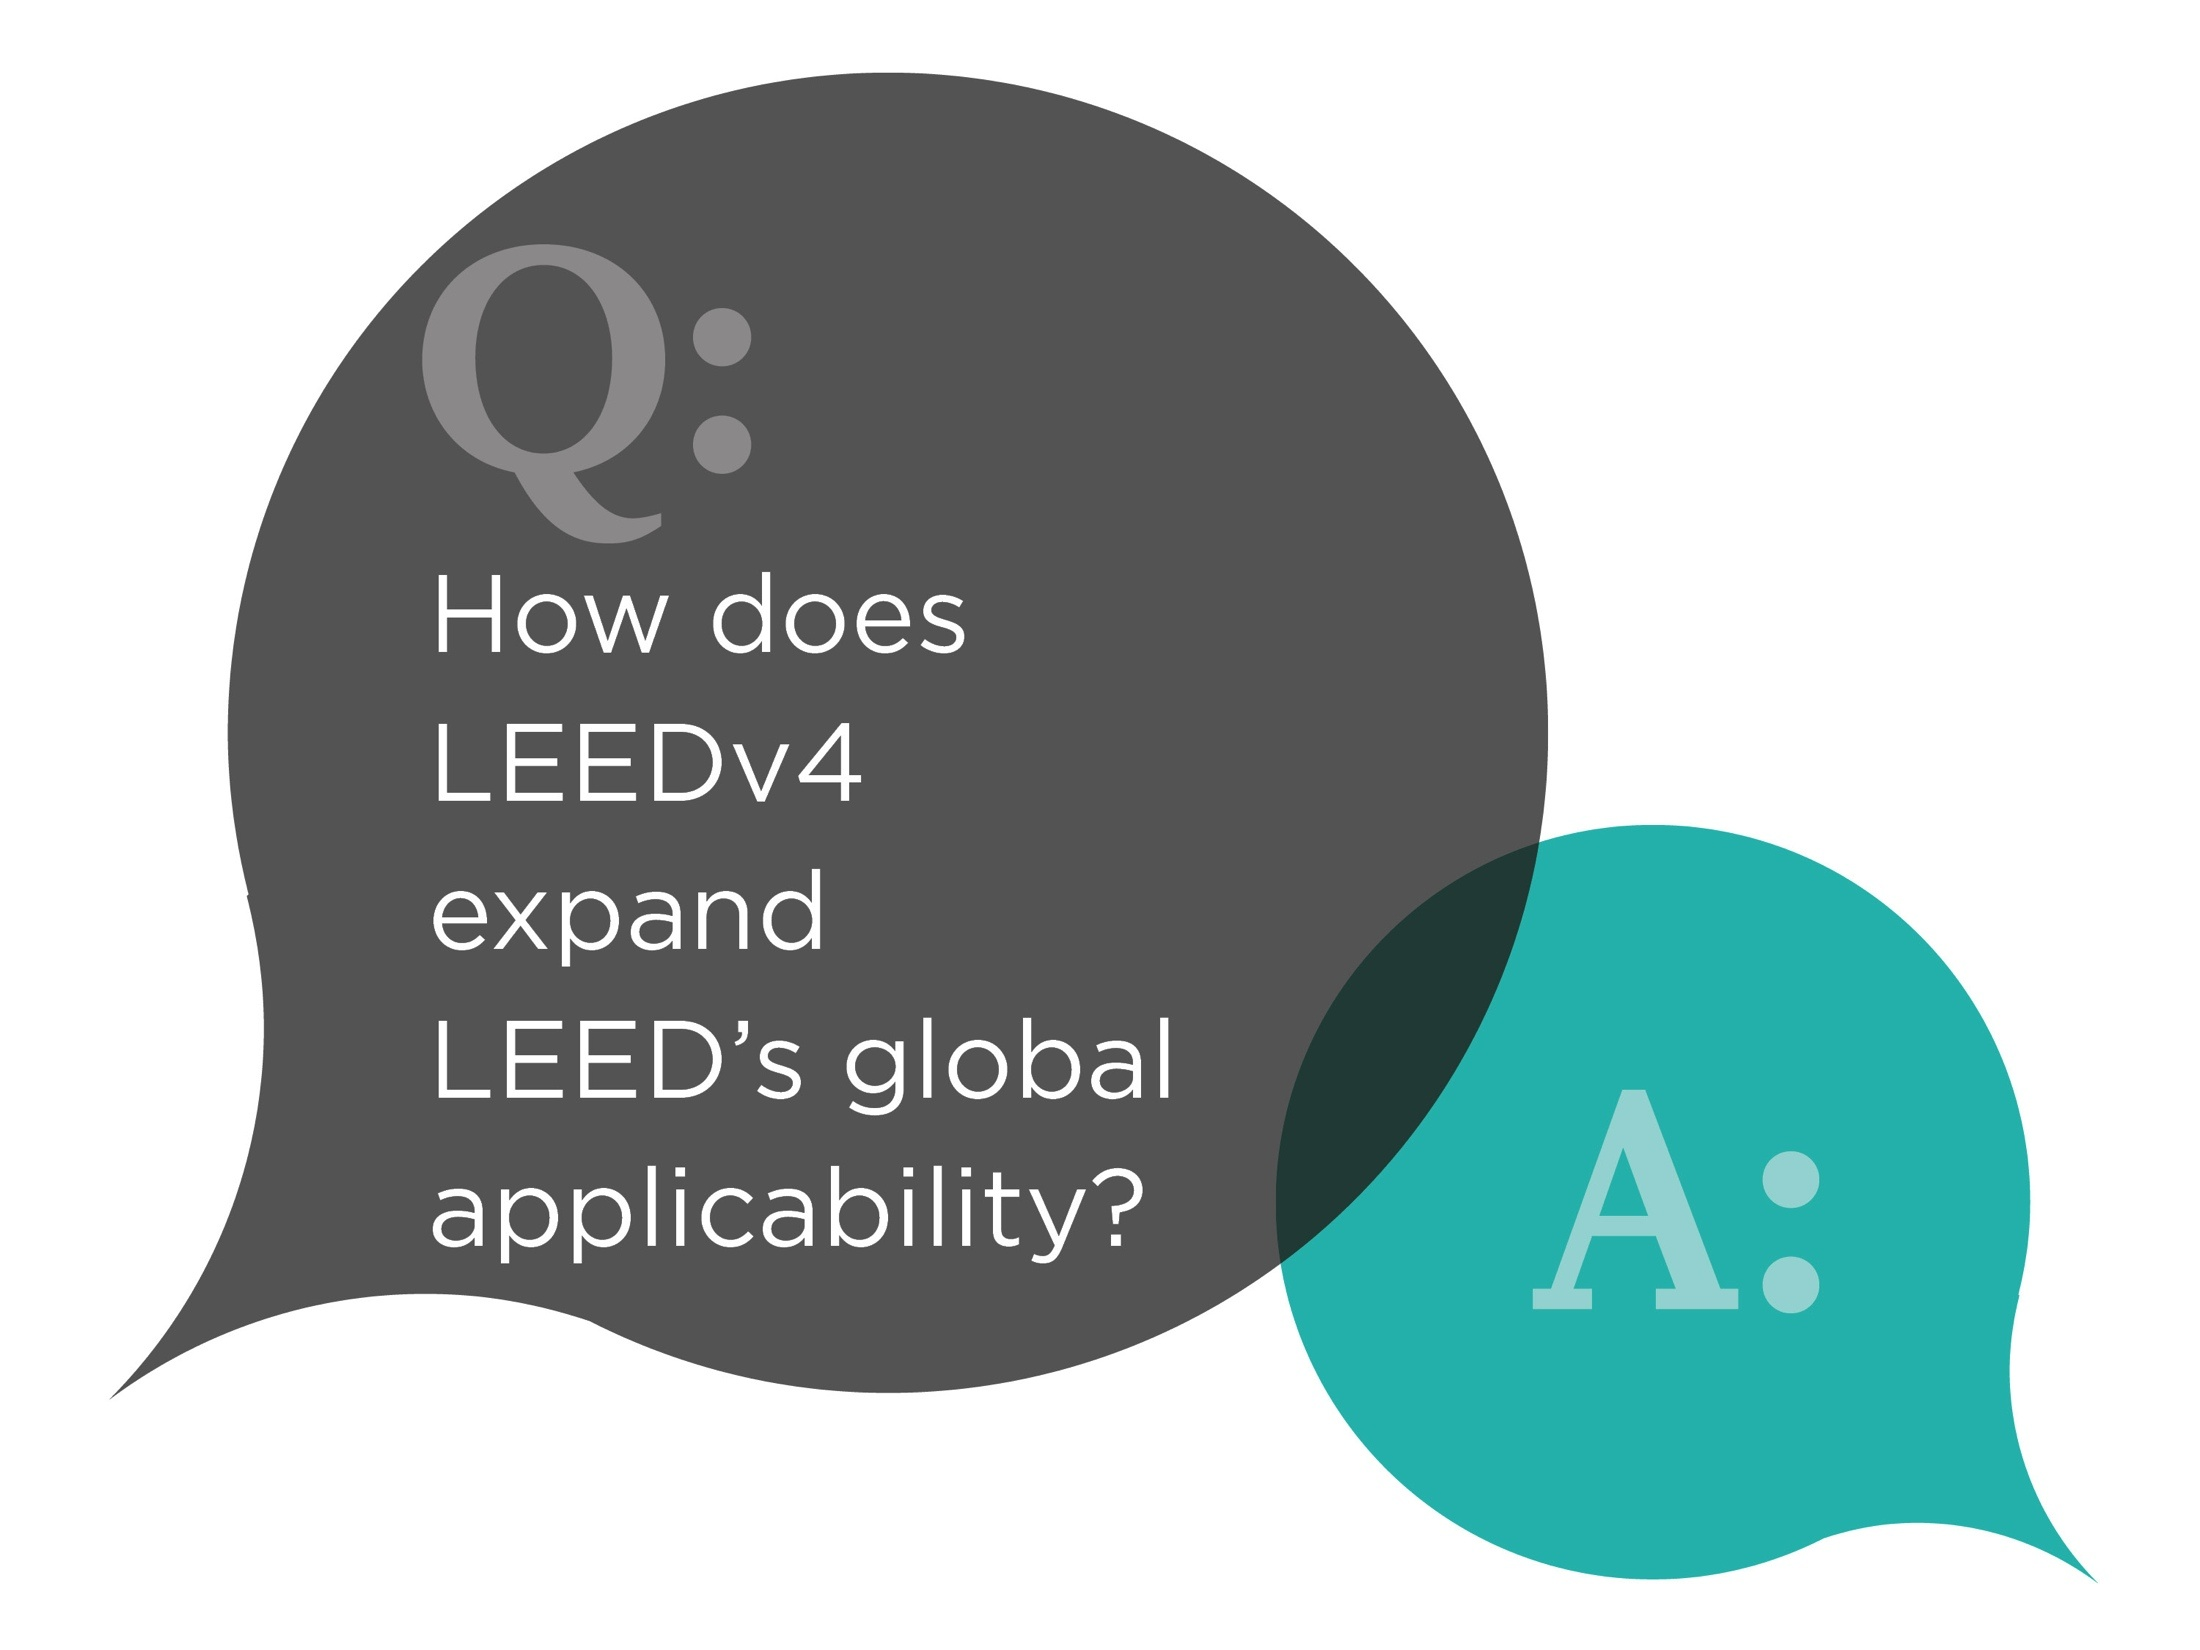 Q:
How does
LEEDv4
expand
LEED’s global
applicability?
A: